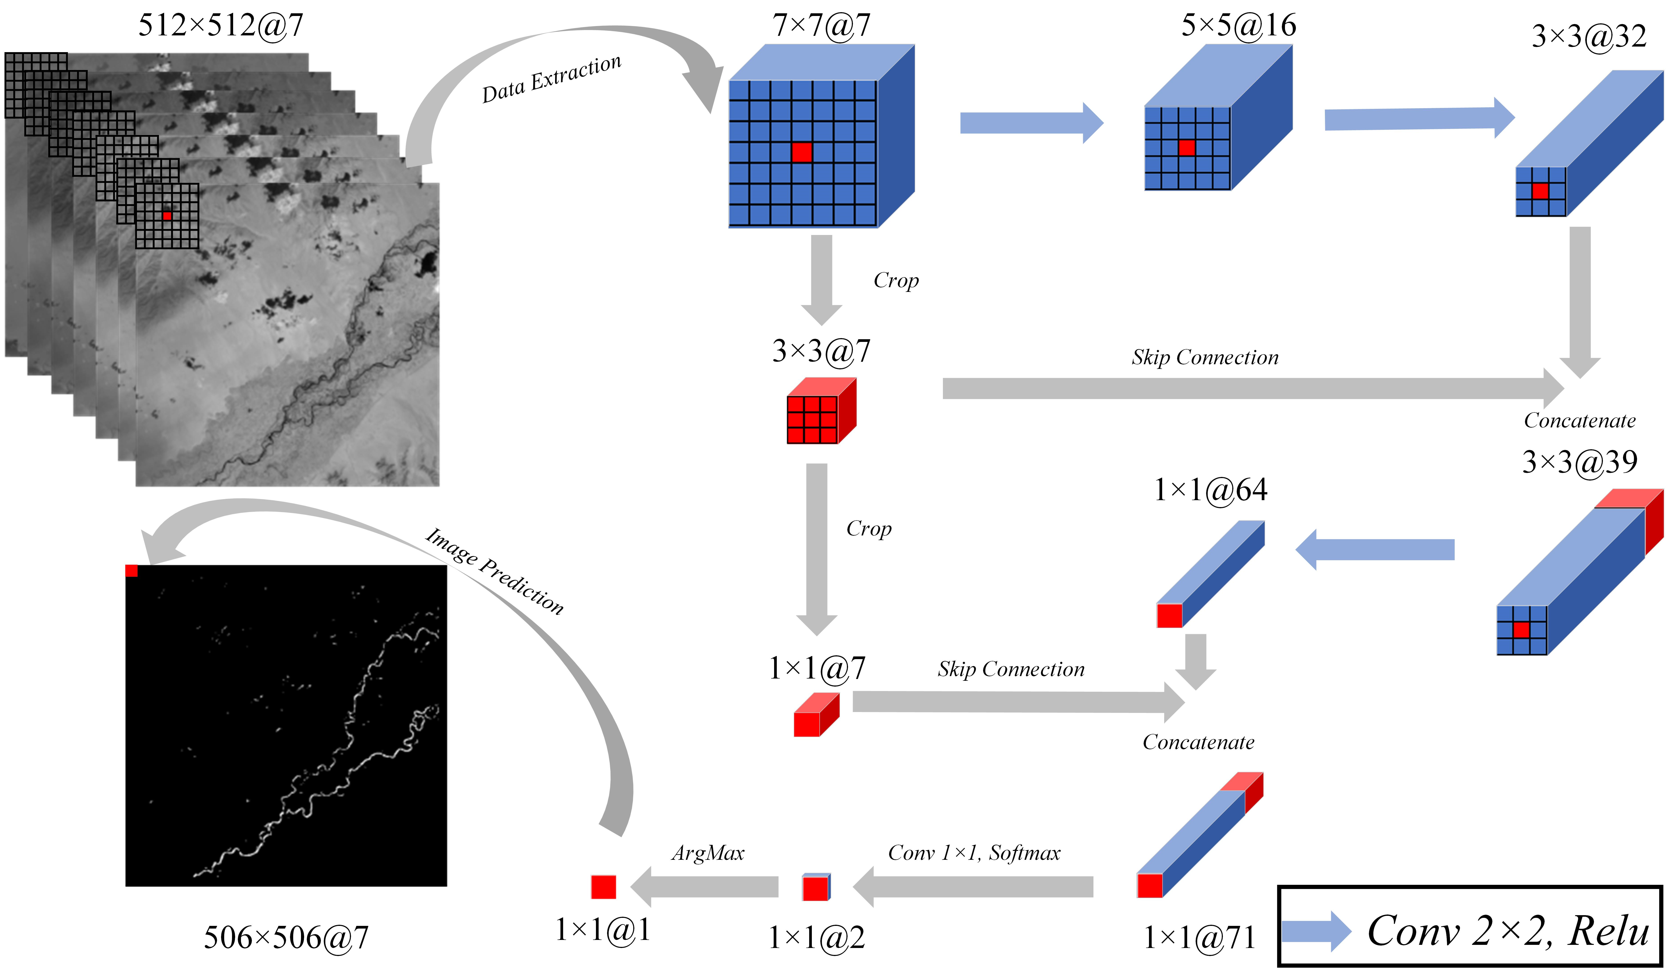 512×512@7
Data Extraction
7×7@7
5×5@16
3×3@32
Crop
3×3@7
Skip Connection
Concatenate
3×3@39
1×1@64
Crop
Image Prediction
1×1@7
Skip Connection
Concatenate
ArgMax
Conv 1×1, Softmax
506×506@7
1×1@1
1×1@2
1×1@71
Conv 2×2, Relu